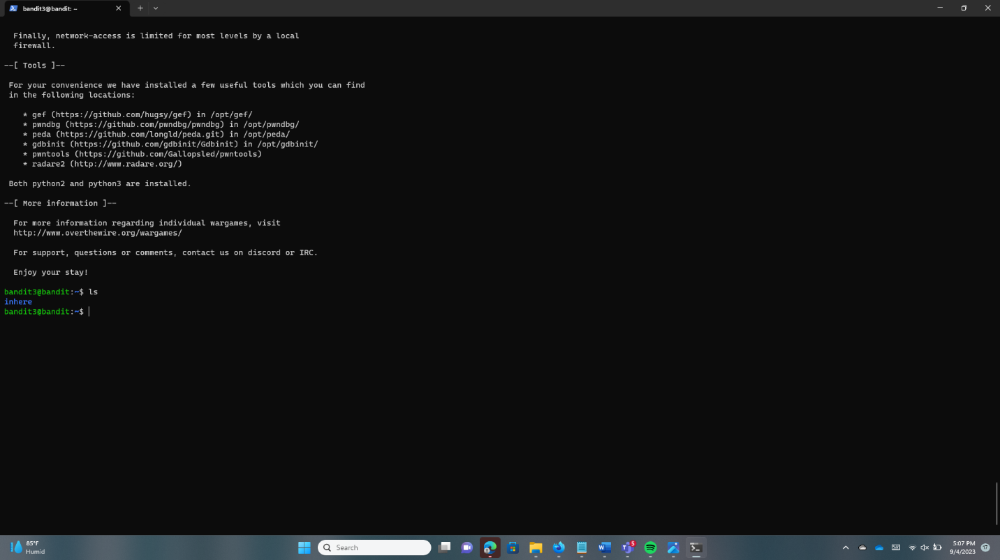 bandit3@bandit: ~
Finally, network-access is limited for most levels by a local
firewall.
--[ Tools ]--
For your convenience we have installed a few useful tools which you can find
in the following locations:
* gef (https://github.com/hugsy/gef) in /opt/gef/
* pwndbg (https://github.com/pwndbg/pwndbg) in /opt/pwndbg/
* peda (https://github.com/longld/peda.git) in /opt/peda/
* gdbinit (https://github.com/gdbinit/Gdbinit) in /opt/gdbinit/
* pwntools (https://github.com/Gallopsled/pwntools)
* radare2 (http://www.radare.org/)
Both python2 and python3 are installed.
--[ More information ]--
For more information regarding individual wargames, visit
http://www.overthewire.org/wargames/
For support, questions or comments, contact us on discord or IRC.
Enjoy your stay!
bandit3@bandit:~$ ls
inhere
bandit3@bandit:~$
85°F
Humid
Search
W
5
5:07 PM
9/4/2023
17